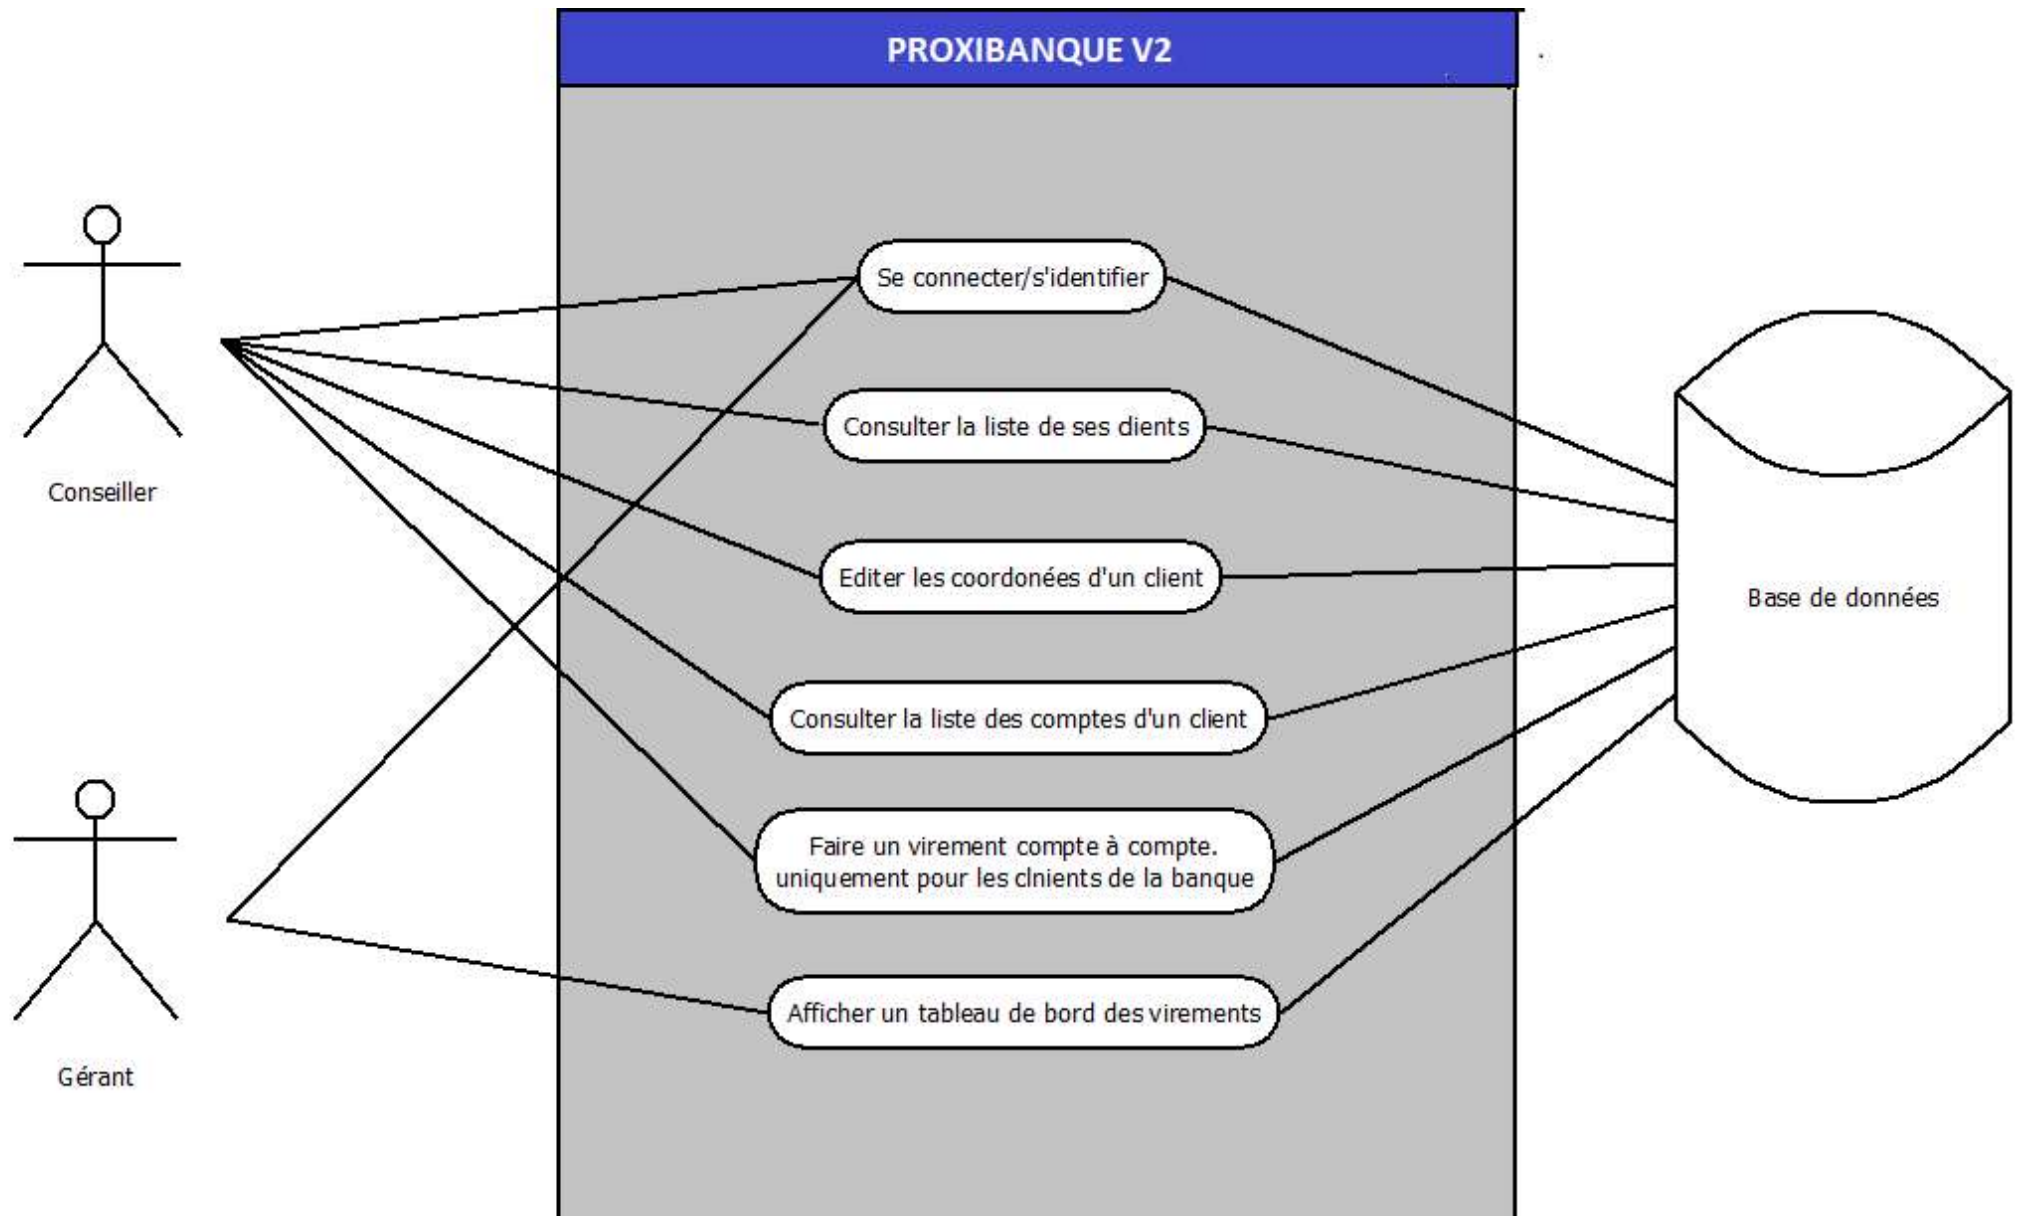 PROXIBANQUE V2
Se connecter/s'identifier
Consulter la liste de ses clients
Conseiller
Editer les coordonées d'un client
Base de données
Consulter la liste des comptes d'un client
Faire un virement compte à compte.
uniquement pour les clnients de la banque
Afficher un tableau de bord des virements
Gérant